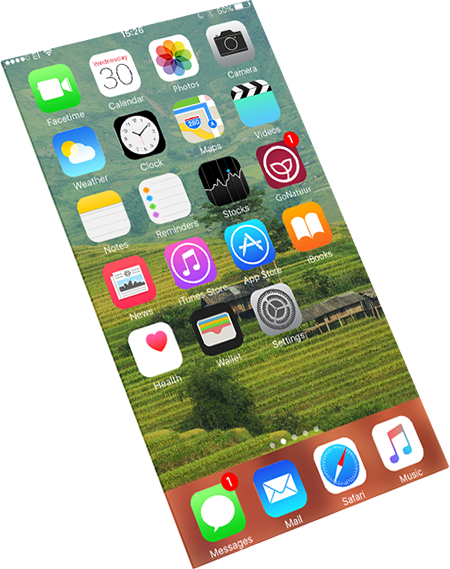 EI 15:26 50%
Facetime
Wednesday
30
Calendar
Photos
Camera
Weather
Clock
280
Maps
Videos
Notes
Reminders
Stocks
1
GoNatuur
News
iTunes Store
App Store
iBooks
Health
Wallet
Settings
1
Messages
Mail
Safari
Music